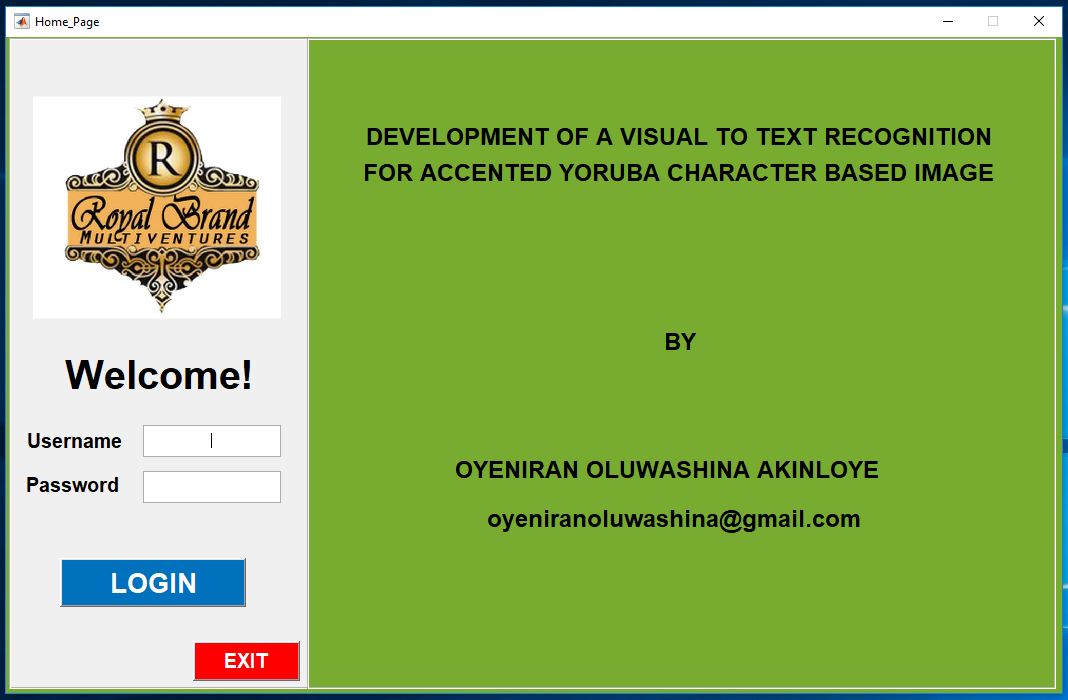 Home_Page
R
Royal Brand
MULTIVENTURES
Welcome!
Username
Password
LOGIN
EXIT
DEVELOPMENT OF A VISUAL TO TEXT RECOGNITION
FOR ACCENTED YORUBA CHARACTER BASED IMAGE
BY
OYENIRAN OLUWASHINA AKINLOYE
oyeniranoluwashina@gmail.com